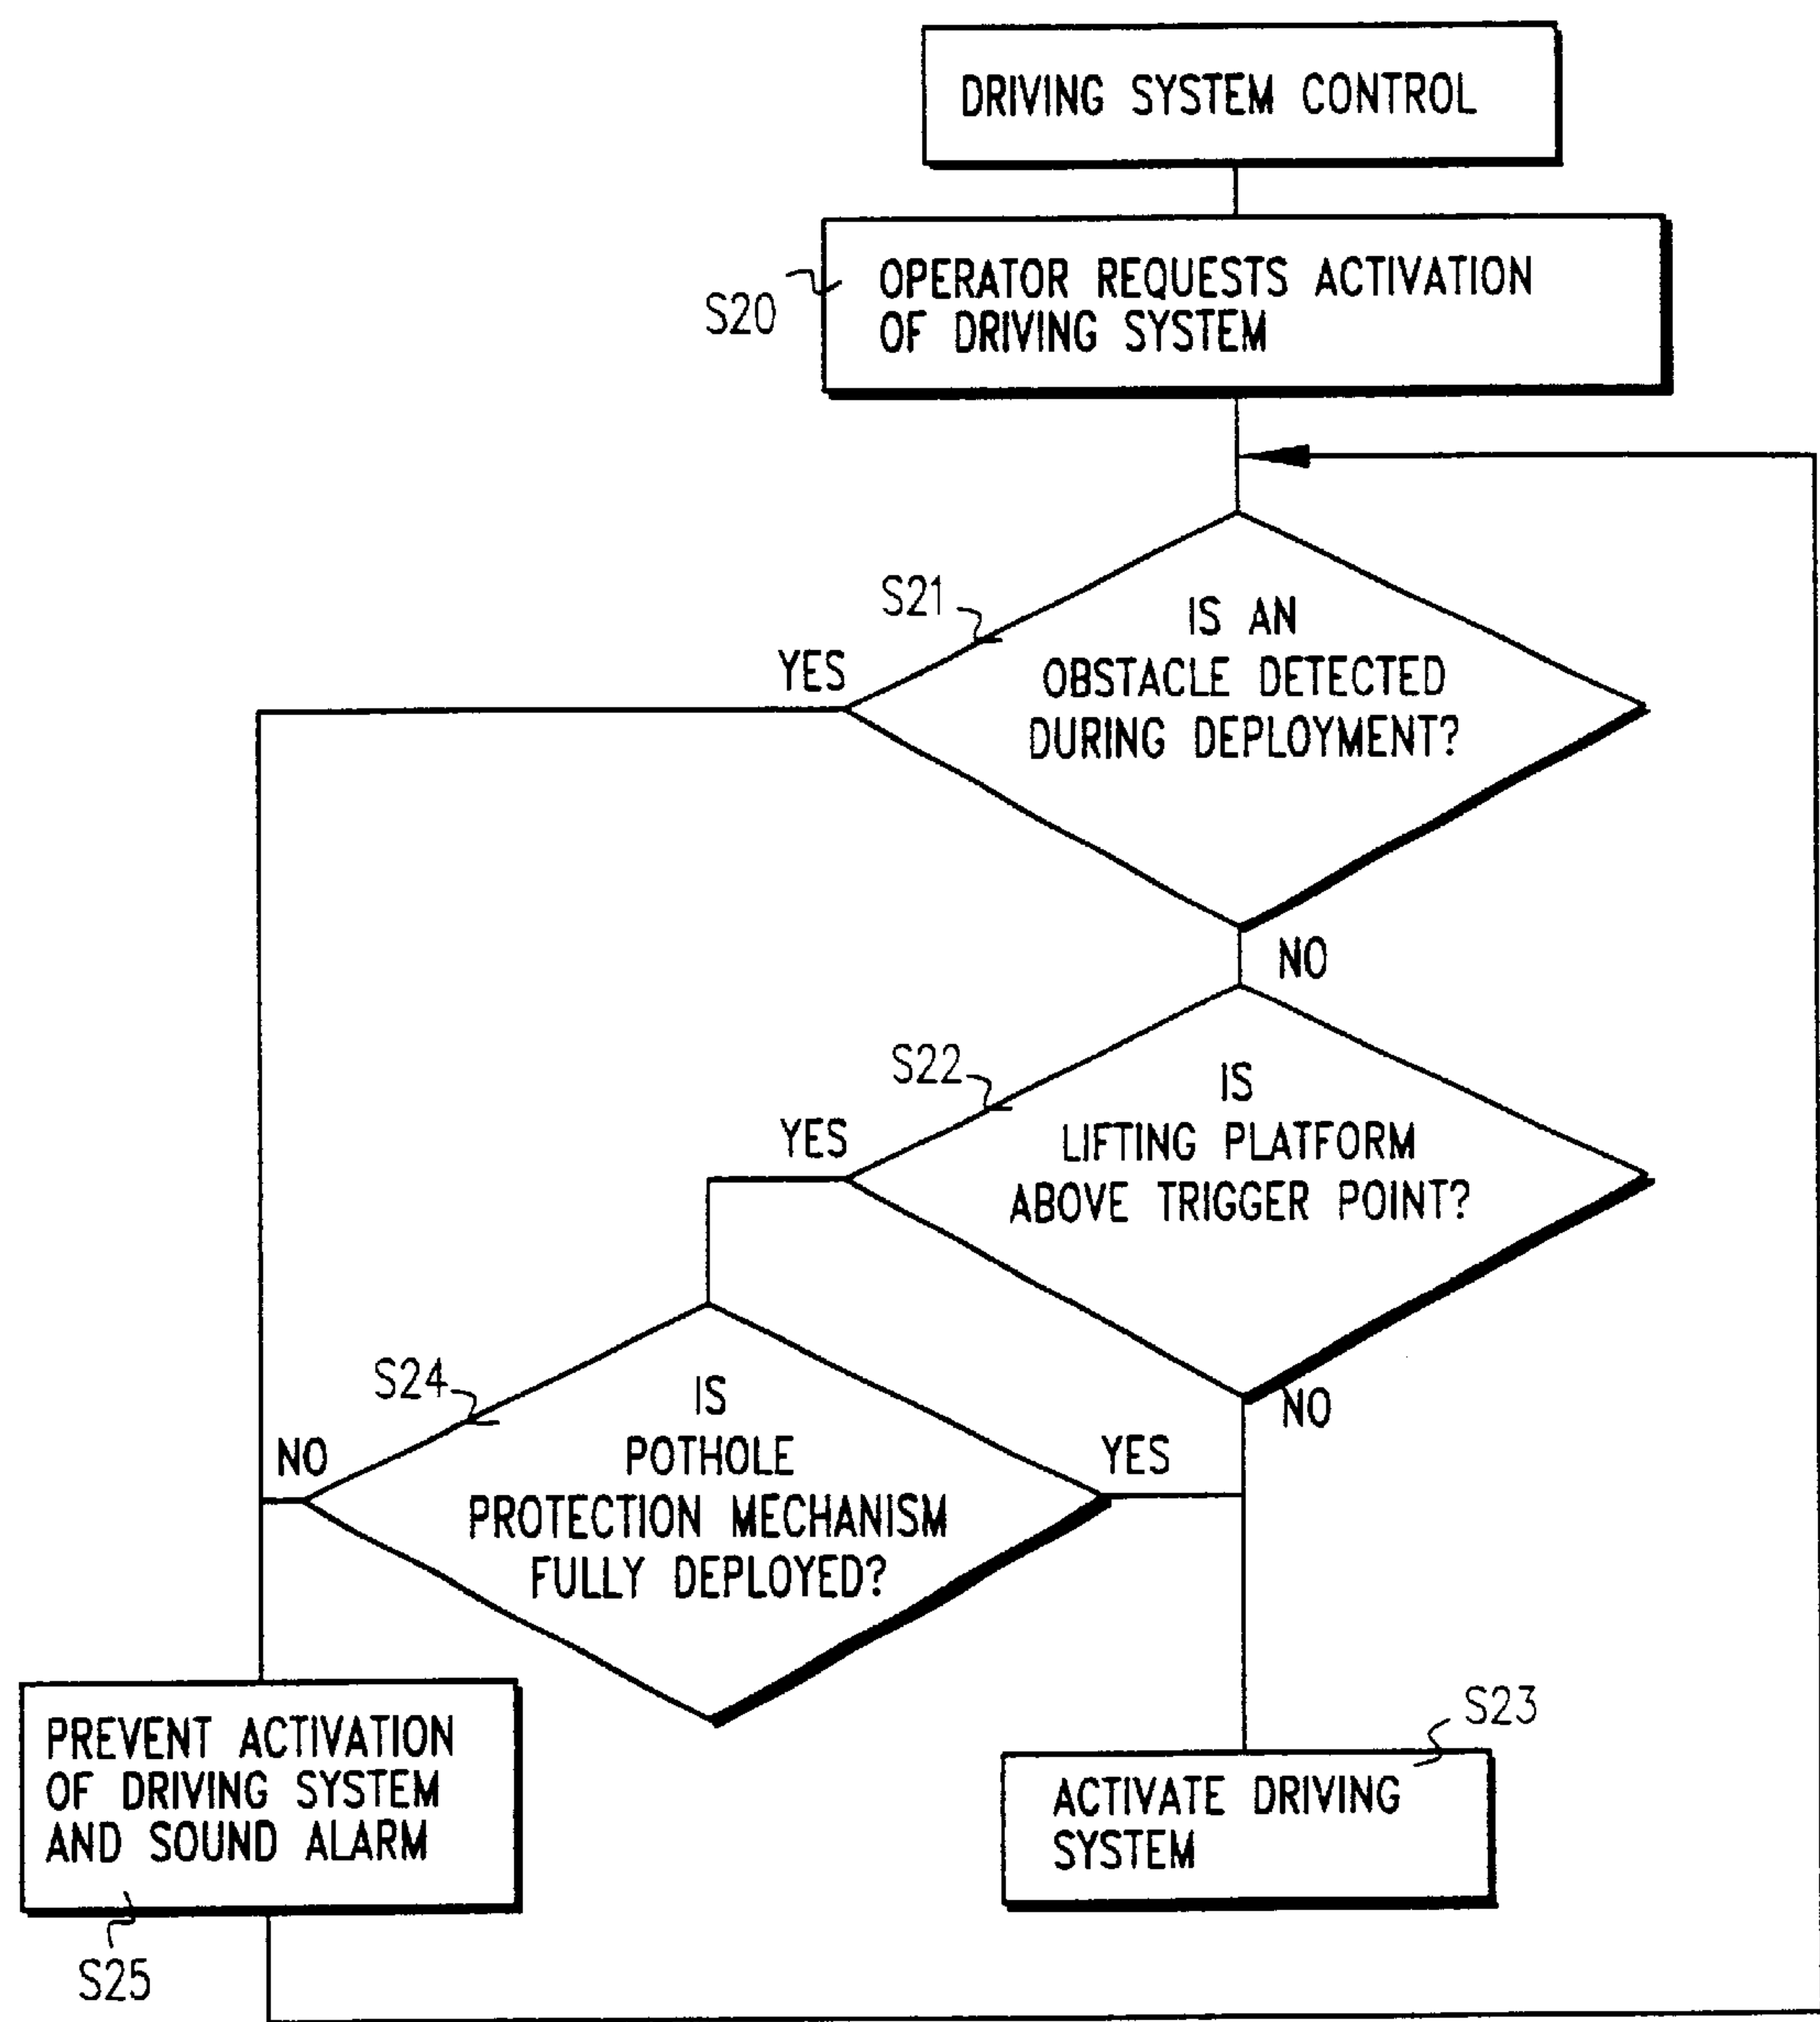 DRIVING SYSTEM CONTROL
S20
OPERATOR REQUESTS ACTIVATION
OF DRIVING SYSTEM
S21
YES
IS AN
OBSTACLE DETECTED
DURING DEPLOYMENT?
NO
S22
YES
IS
LIFTING PLATFORM
ABOVE TRIGGER POINT?
NO
S24
NO
IS
POTHOLE
PROTECTION MECHANISM
FULLY DEPLOYED?
YES
PREVENT ACTIVATION
OF DRIVING SYSTEM
AND SOUND ALARM
S25
S23
ACTIVATE DRIVING
SYSTEM